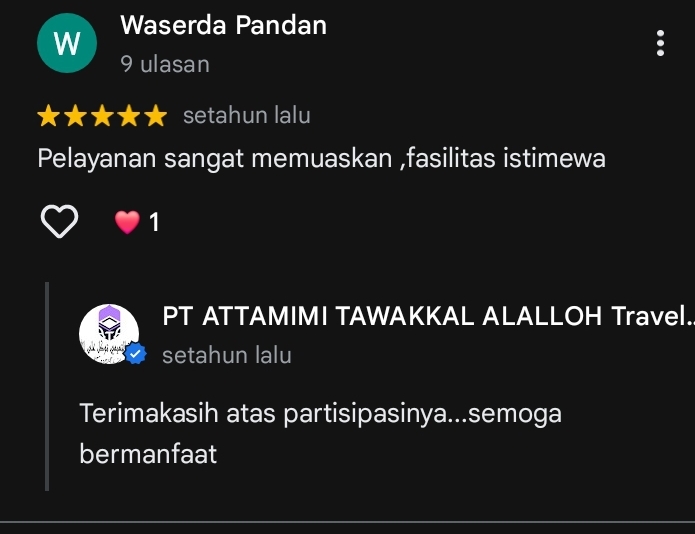 W
Waserda Pandan
9 ulasan
setahun lalu
Pelayanan sangat memuaskan ,fasilitas istimewa
1
PT ATTAMIMI TAWAKKAL ALALLOH Travel..
setahun lalu
Terimakasih atas partisipasinya...semoga
bermanfaat